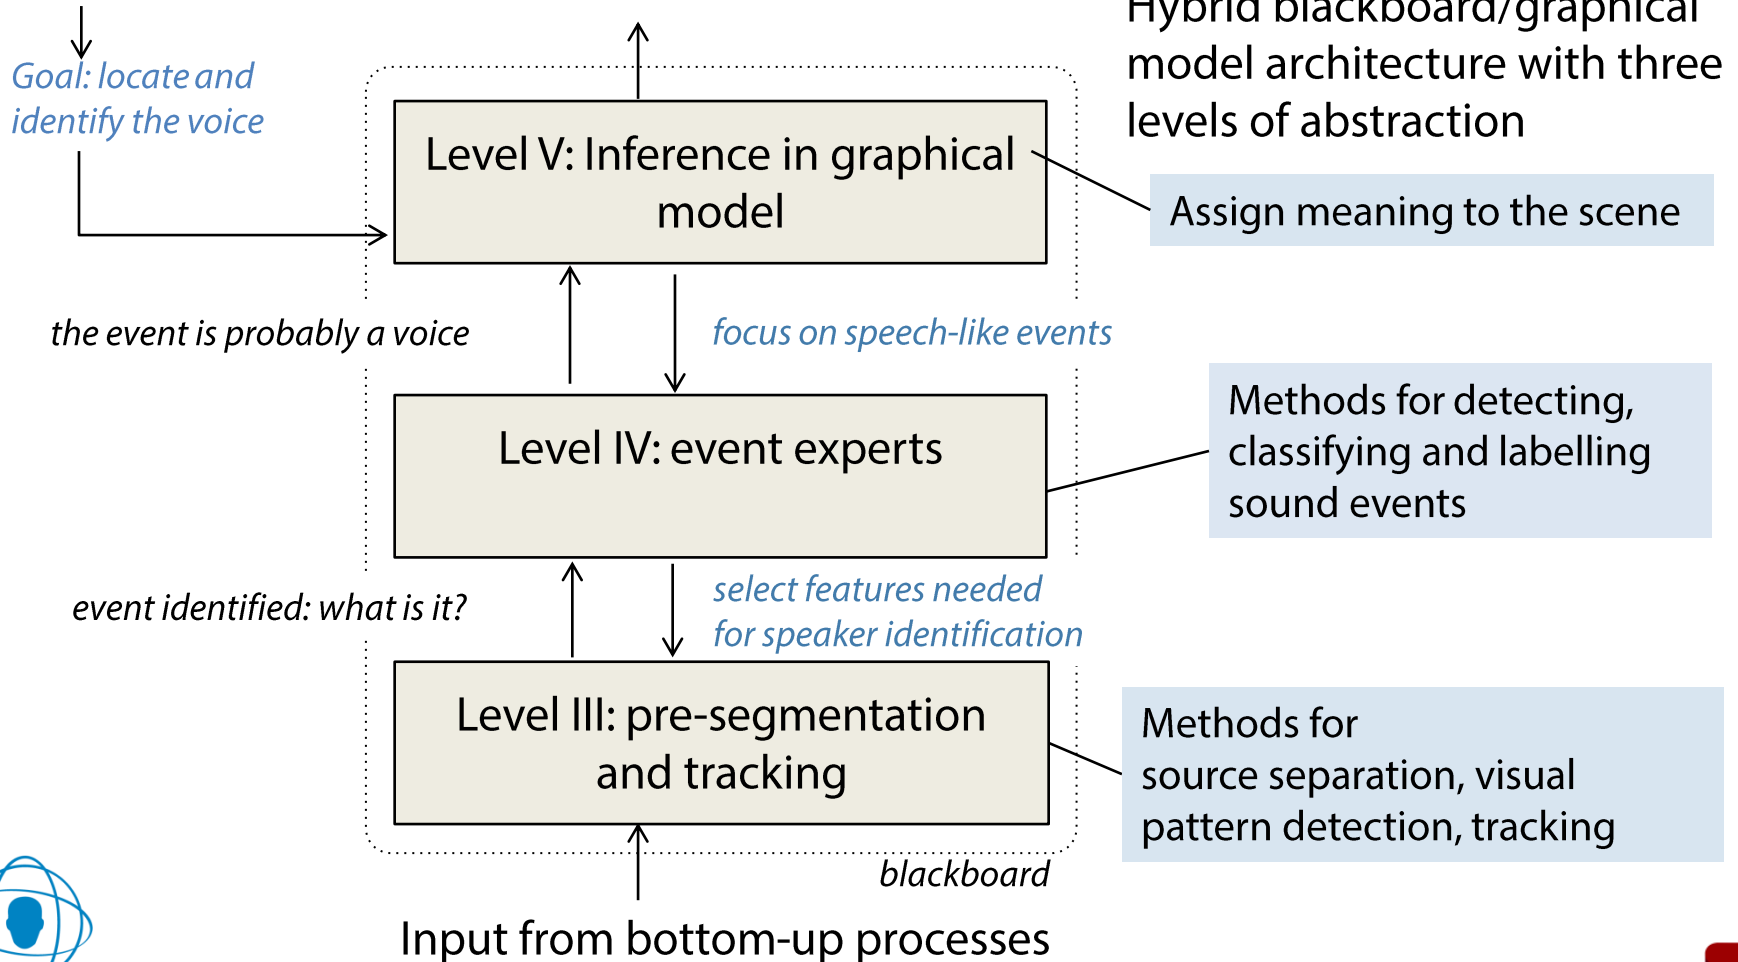 Hybrid blackboard/graphical
model architecture with three
levels of abstraction
Goal: locate and
identify the voice
Level V: Inference in graphical
model
Assign meaning to the scene
the event is probably a voice
focus on speech-like events
Level IV: event experts
Methods for detecting,
classifying and labelling
sound events
event identified: what is it?
select features needed
for speaker identification
Level III: pre-segmentation
and tracking
Methods for
source separation, visual
pattern detection, tracking
blackboard
Input from bottom-up processes